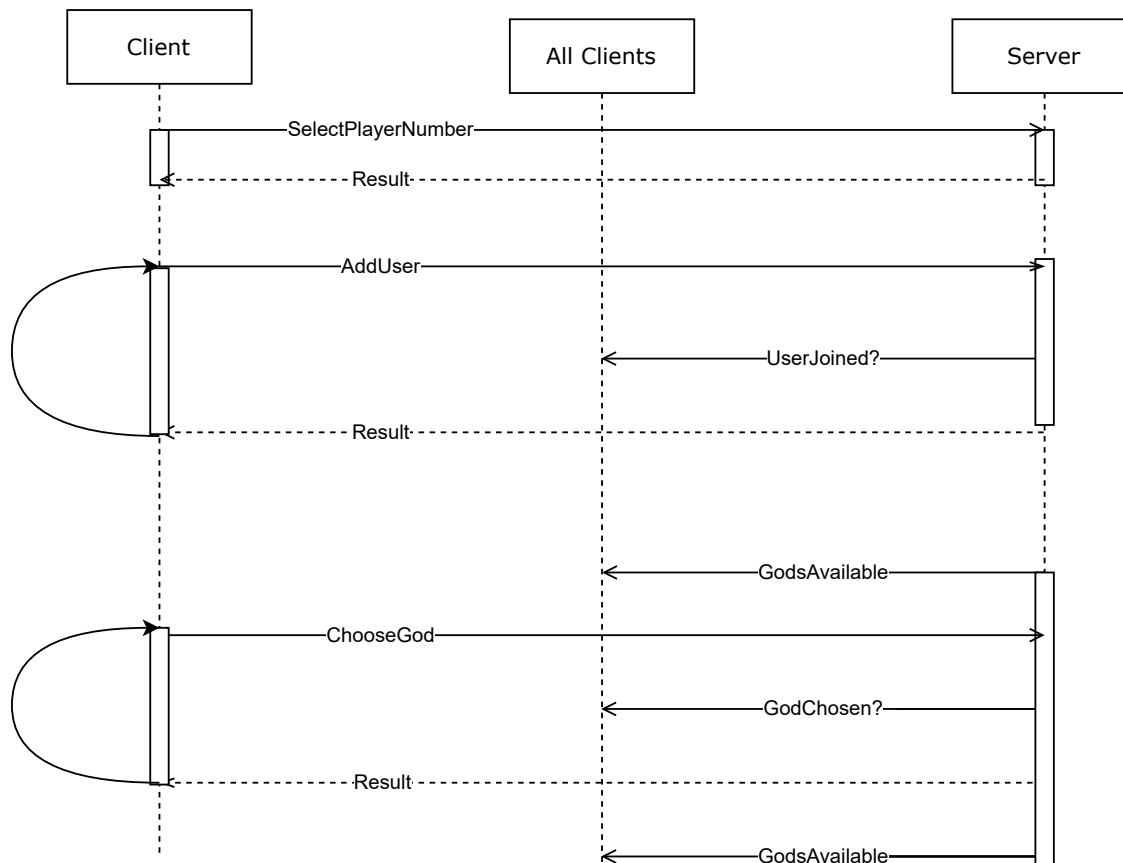 Client
All Clients
Server
SelectPlayerNumber
Result
AddUser
UserJoined?
Result
GodsAvailable
ChooseGod
GodChosen?
Result
GodsAvailable